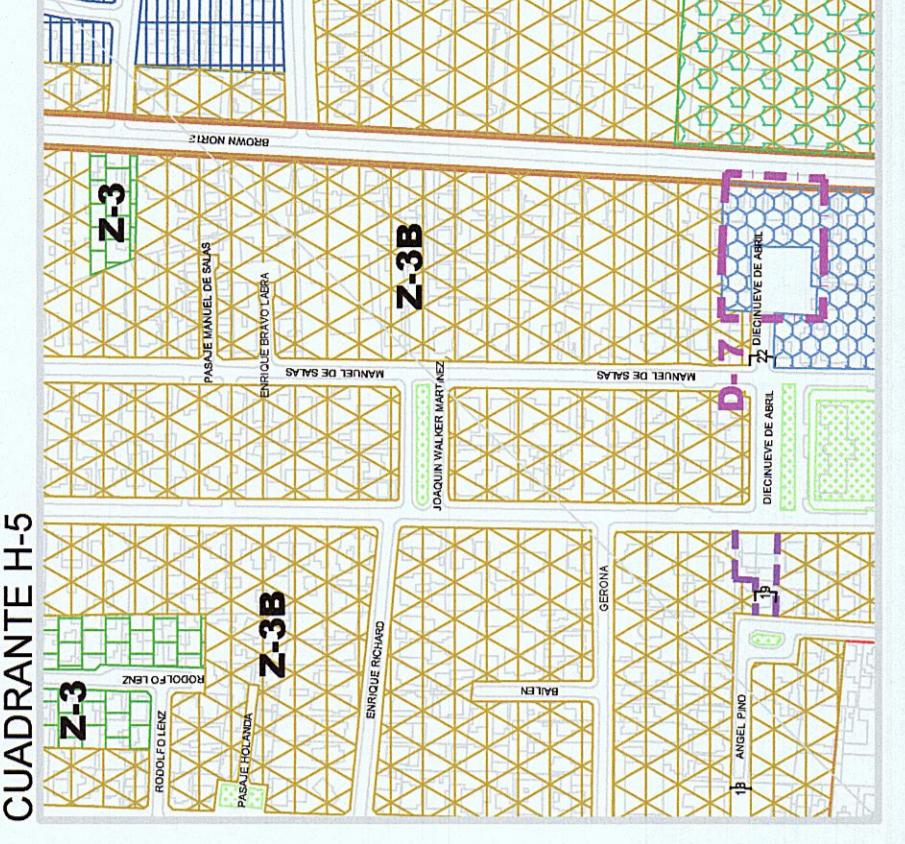 CUADRANTE H-5
BROWN NORTE
Z-3
PASAJE MANUEL DE SALAS
ENRIQUE BRAVO LABRA
Z-3B
DIECINUEVE DE ABRIL
22
D-7
MANUEL DE SALAS
MANUEL DE SALAS
JOAQUIN WALKER MARTINEZ
DIECINUEVE DE ABRIL
Z-3
RODOLFO LENZ
RODOLFO LENZ
Z-3B
PASAJE HOLANDA
ENRIQUE RICHARD
GERONA
BAILEN
19
ANGEL PINO